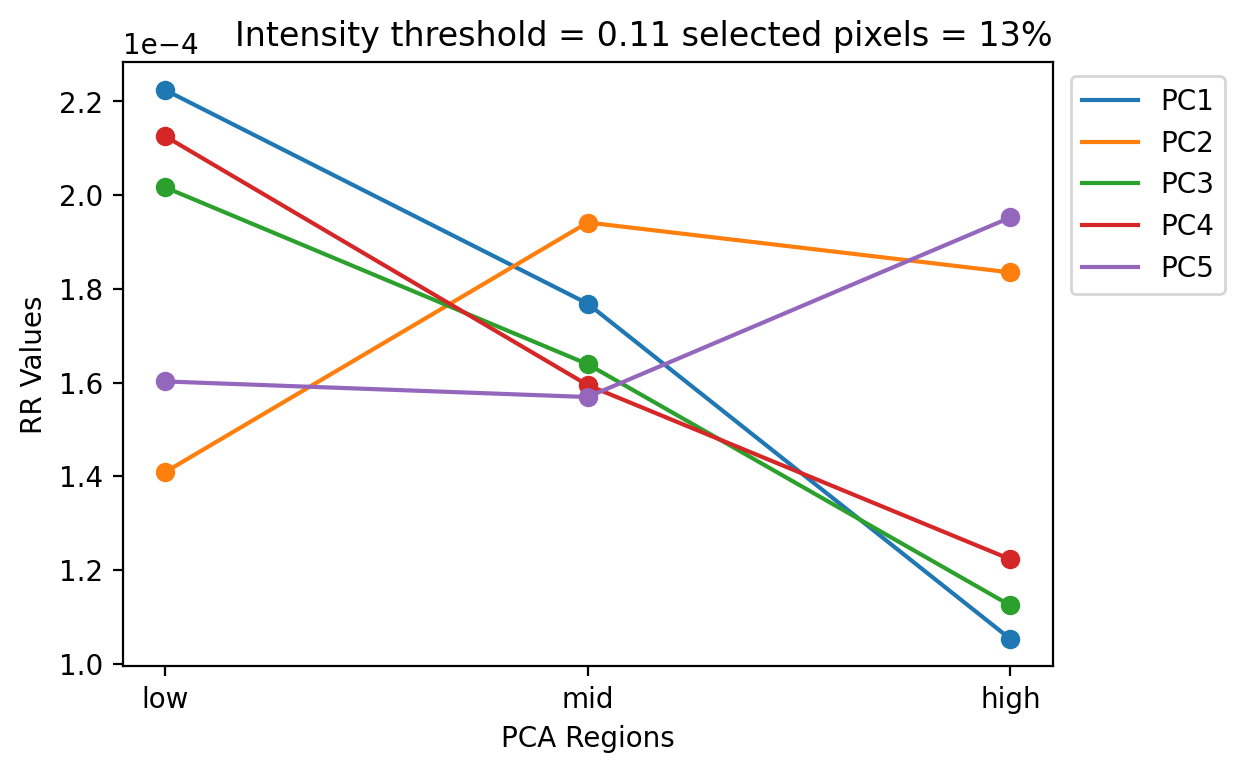 Intensity threshold = 0.11 selected pixels = 13%
1e−4
2.2
2.0
1.8
1.6
1.4
1.2
1.0
RR Values
low mid high
PCA Regions
PC1
PC2
PC3
PC4
PC5